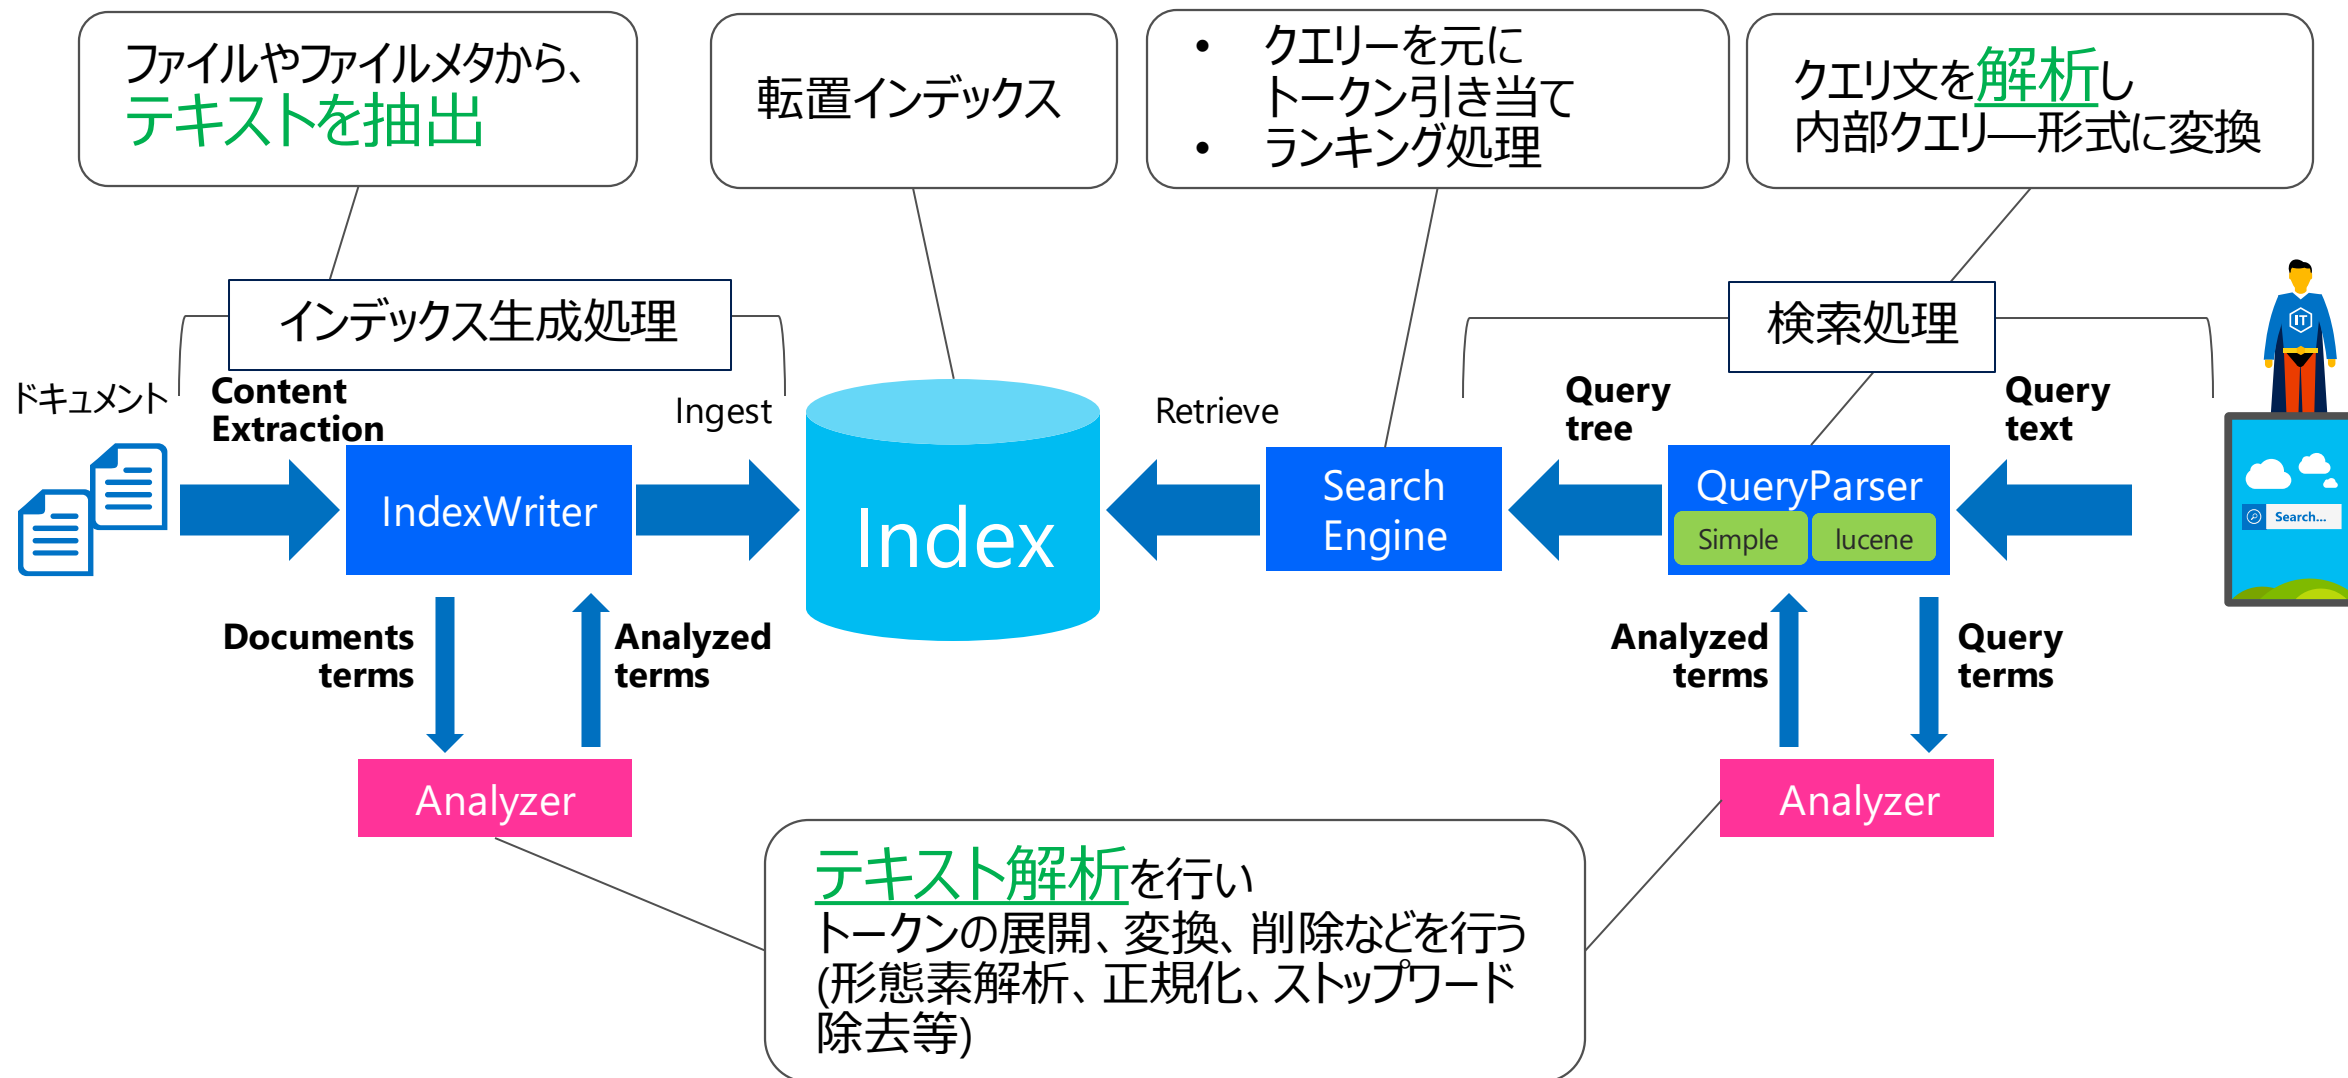 ファイルやファイルメタから、
テキストを抽出
転置インデックス
• クエリーを元に
トークン引き当て
• ランキング処理
クエリ文を解析し
内部クエリ―形式に変換
インデックス生成処理
検索処理
IT
ドキュメント
Content
Extraction
Ingest
Retrieve
Query
tree
Query
text
IndexWriter
Index
Search
Engine
QueryParser
Simple
lucene
Search...
Documents
terms
Analyzed
terms
Analyzed
terms
Query
terms
Analyzer
Analyzer
テキスト解析を行い
トークンの展開、変換、削除などを行う
(形態素解析、正規化、ストップワード
除去等)